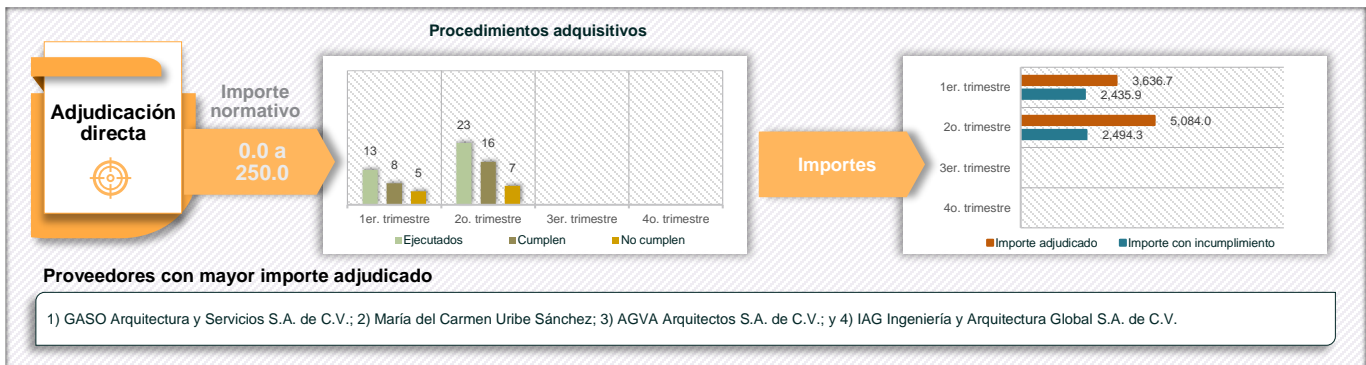 Procedimientos adquisitivos
Adjudicación
directa
Importe
normativo
0.0 a
250.0
13
8
5
23
16
7
1er. trimestre
2o. trimestre
3er. trimestre
4o. trimestre
Ejecutados
Cumplen
No cumplen
Importes
1er. trimestre
3,636.7
2,435.9
2o. trimestre
5,084.0
2,494.3
3er. trimestre
4o. trimestre
Importe adjudicado
Importe con incumplimiento
Proveedores con mayor importe adjudicado
1) GASO Arquitectura y Servicios S.A. de C.V.; 2) María del Carmen Uribe Sánchez; 3) AGVA Arquitectos S.A. de C.V.; y 4) IAG Ingeniería y Arquitectura Global S.A. de C.V.